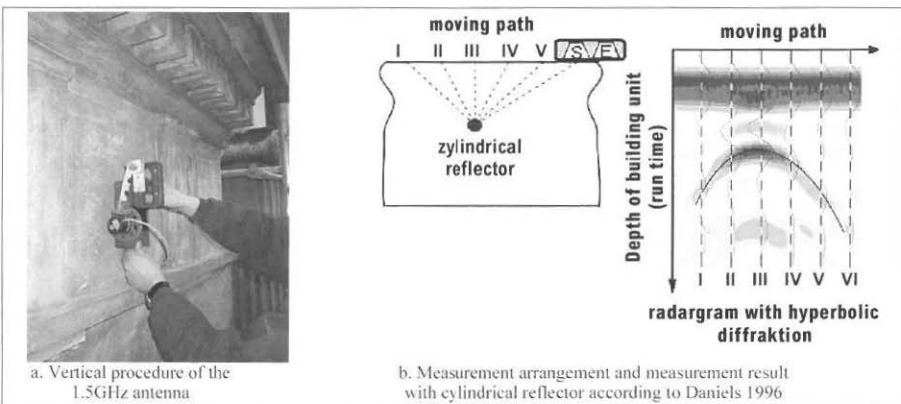 moving path
I II III IV V S E
zylindrical
reflector
moving path
Depth of building unit
(run time)
I II III IV V VI
radargram with hyperbolic
diffraktion
a. Vertical procedure of the
1.5GHz antenna
b. Measurement arrangement and measurement result
with cylindrical reflector according to Daniels 1996